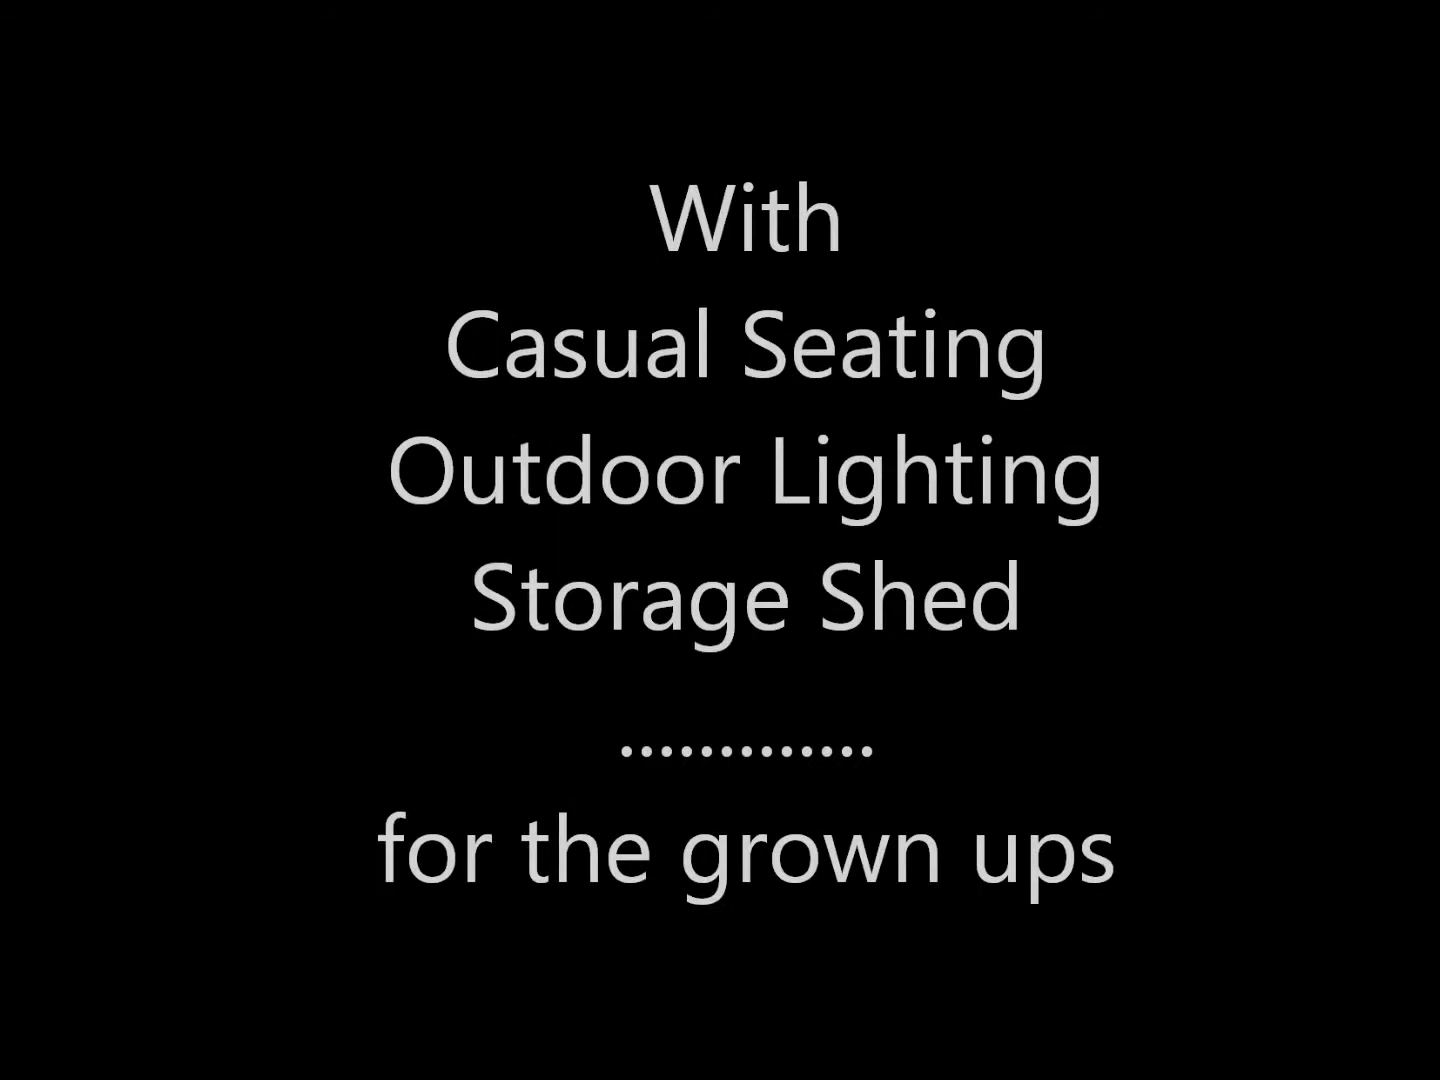 With
Casual Seating
Outdoor Lighting
Storage Shed
.............
for the grown ups